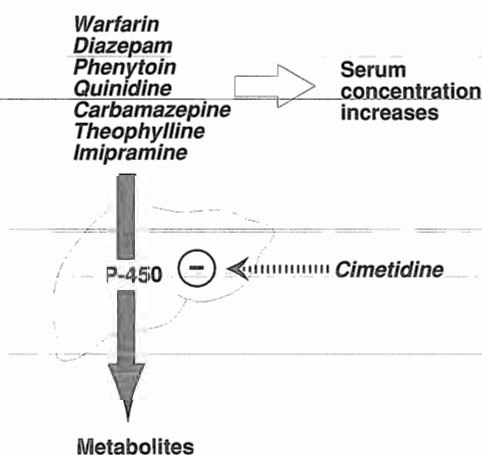 Warfarin
Diazepam
Phenytoin
Quinidine
Carbamazepine
Theophylline
Imipramine
Serum
concentration
increases
P-450
−
Cimetidine
Metabolites